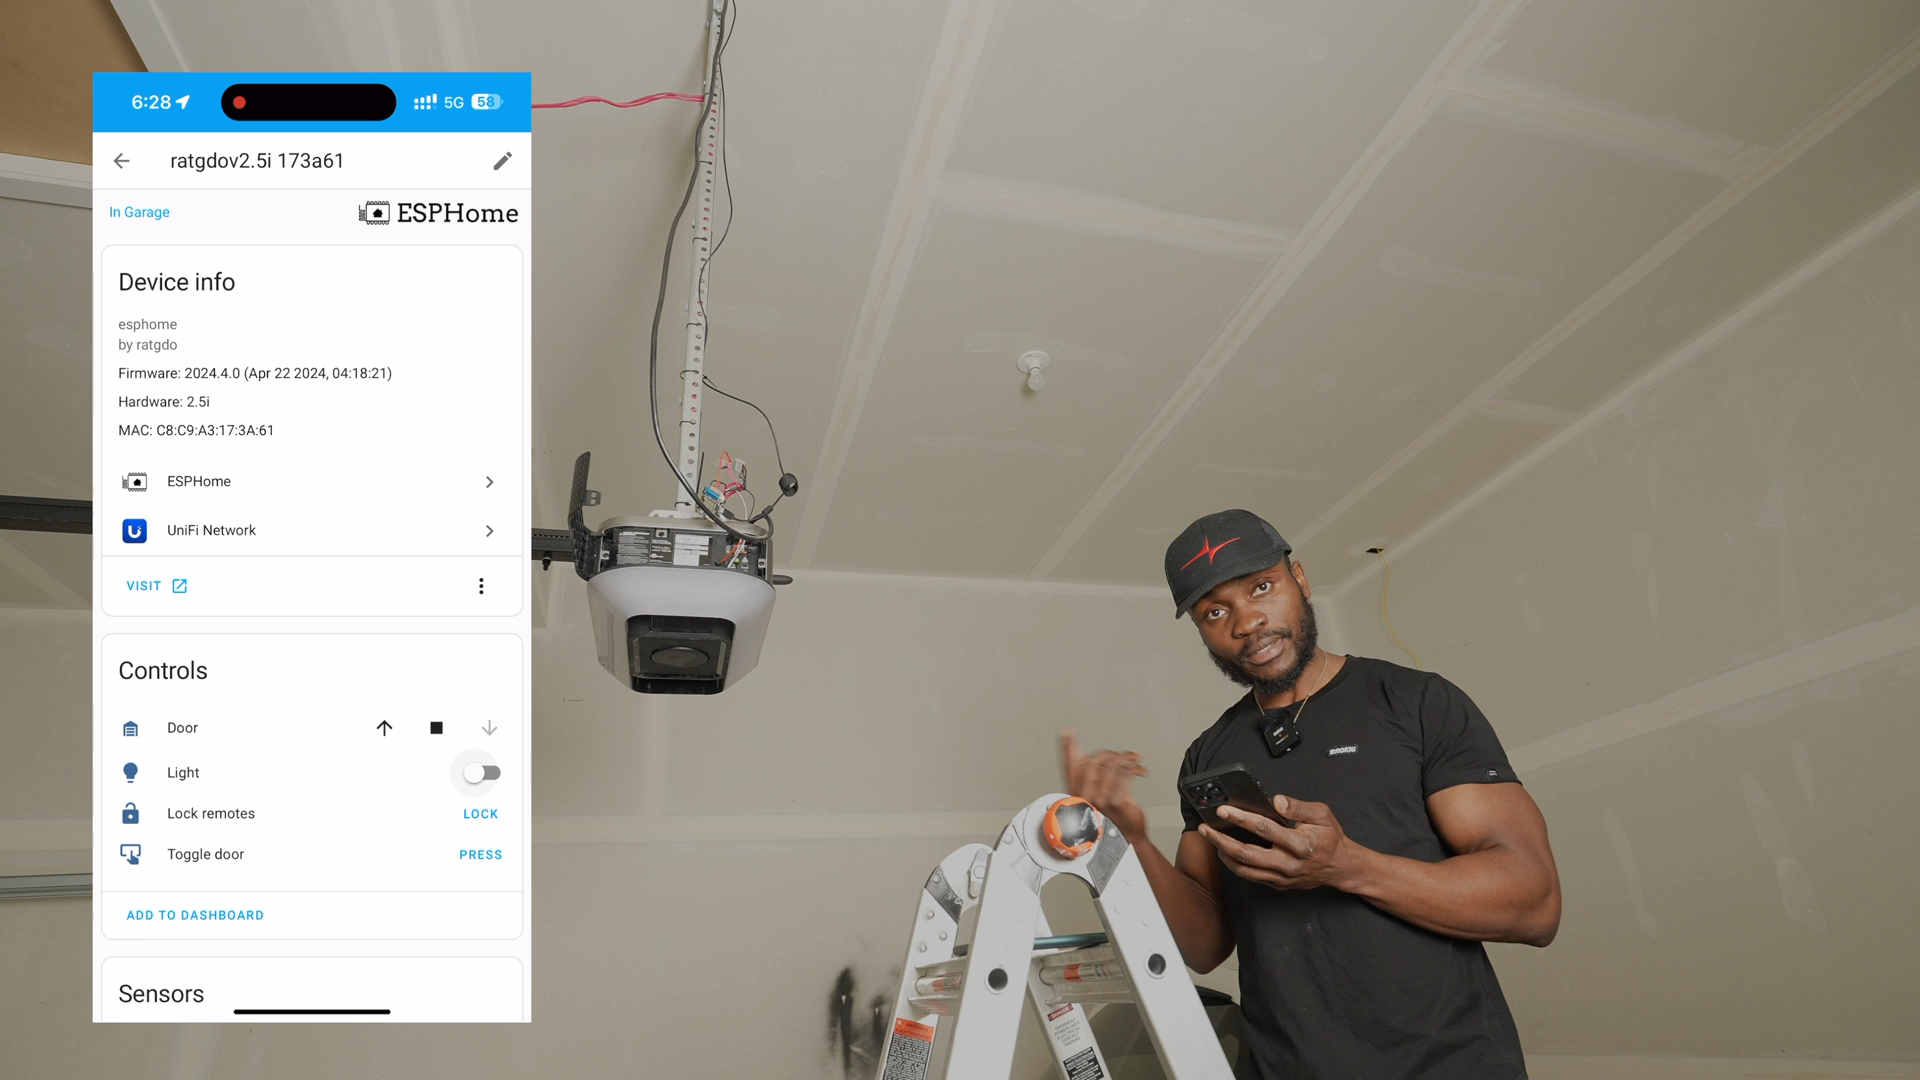 6:28
5G
58
ratgdov2.5i 173a61
In Garage
ESPHome
Device info
esphome
by ratgdo
Firmware: 2024.4.0 (Apr 22 2024, 04:18:21)
Hardware: 2.5i
MAC: C8:C9:A3:17:3A:61
ESPHome
UniFi Network
VISIT
Controls
Door
Light
Lock remotes
LOCK
Toggle door
PRESS
ADD TO DASHBOARD
Sensors
BROKIG